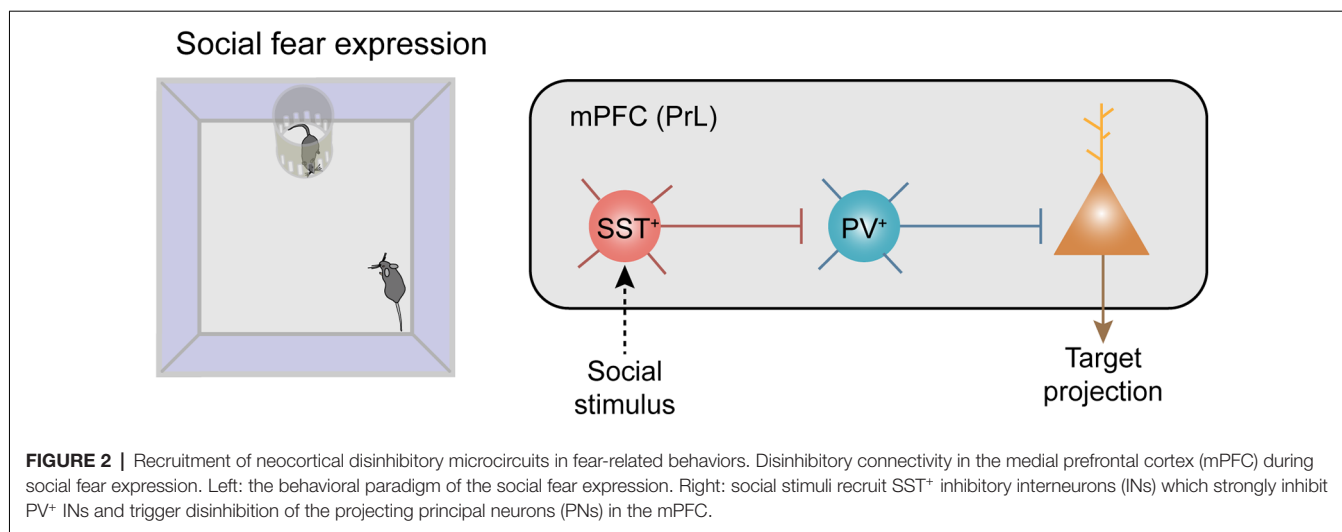 Social fear expression
mPFC (PrL)
SST⁺
PV⁺
Social
stimulus
Target
projection
FIGURE 2 | Recruitment of neocortical disinhibitory microcircuits in fear-related behaviors. Disinhibitory connectivity in the medial prefrontal cortex (mPFC) during
social fear expression. Left: the behavioral paradigm of the social fear expression. Right: social stimuli recruit SST⁺ inhibitory interneurons (INs) which strongly inhibit
PV⁺ INs and trigger disinhibition of the projecting principal neurons (PNs) in the mPFC.